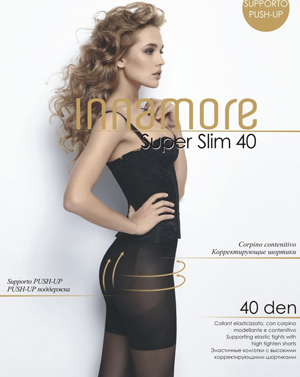 SUPPORTO
PUSH-UP
innamore
Super Slim 40
Corpino contenitivo
Корректирующие шортики
Supporto PUSH-UP
PUSH-UP поддержка
40 den
Collant elasticizzato, con corpino
modellante e contenitivo
Supporting elastic tights with
high tighten shorts
Эластичные колготки с высокими
корректирующими шортиками